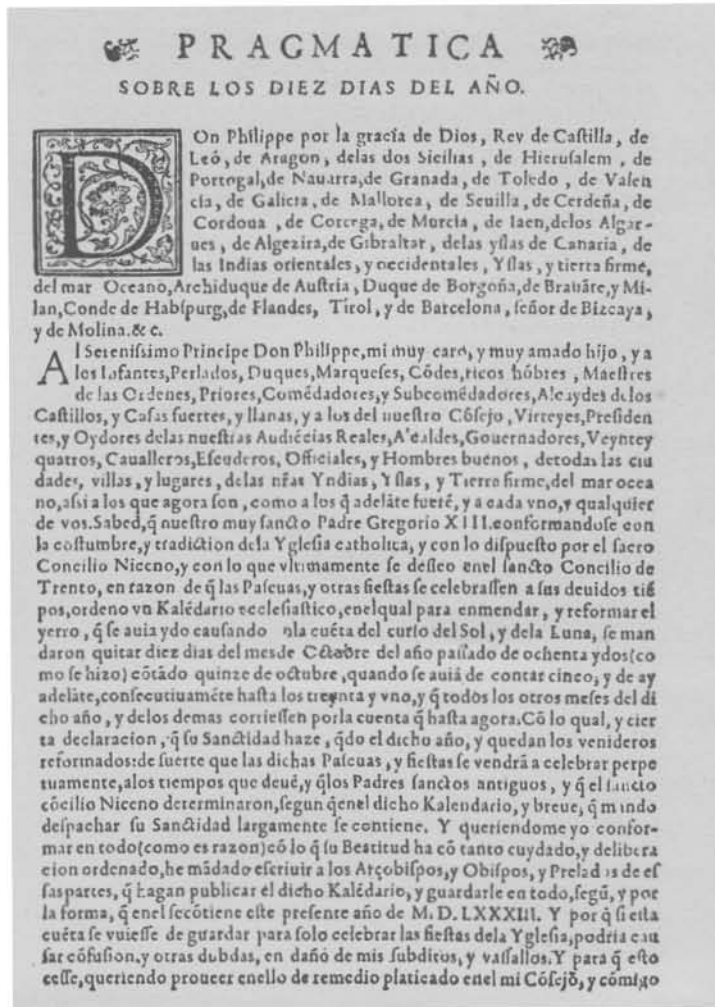 PRAGMATICA
SOBRE LOS DIEZ DIAS DEL AÑO.
DOn Philippe por la gracia de Dios, Rey de Castilla, de
Leõ, de Aragon, delas dos Sicilias, de Hierusalem, de
Portogal, de Nauarra, de Granada, de Toledo, de Valen
cia, de Galicia, de Mallorca, de Seuilla, de Cerdeña, de
Cordoua, de Corcega, de Murcia, de Iaen, delos Algar-
ues, de Algezira, de Gibraltar, delas yslas de Canaria, de
las Indias orientales, y occidentales, Yslas, y tierra firme,
del mar Oceano, Archiduque de Austria, Duque de Borgoña, de Brauãte, y Mi-
lan, Conde de Habspurg, de Flandes, Tirol, y de Barcelona, señor de Bizcaya,
y de Molina. &c.
Al Serenissimo Principe Don Philippe, mi muy caro, y muy amado hijo, y a
los Infantes, Perlados, Duques, Marqueses, Cõdes, ricos hõbres, Maestres
de las Ordenes, Priores, Comẽdadores, y Subcomẽdadores, Alcaydes delos
Castillos, y Casas fuertes, y llanas, y a los del nuestro Cõsejo, Virreyes, Presiden
tes, y Oydores delas nuestras Audiẽcias Reales, Alcaldes, Gouernadores, Veyntey
quatros, Caualleros, Escuderos, Officiales, y Hombres buenos, detodas las ciu
dades, villas, y lugares, delas nr̃as Yndias, Yslas, y Tierra firme, del mar ocea
no, assi a los que agora son, como a los q̃ adelãte fuerẽ, y a cada vno, y qualquier
de vos. Sabed, q̃ nuestro muy sancto Padre Gregorio XIII. conformandose con
la costumbre, y tradiction dela Yglesia catholica, y con lo dispuesto por el sacro
Concilio Niceno, y con lo que vltimamente se desseo enel sancto Concilio de
Trento, en razon de q̃ las Pascuas, y otras fiestas se celebrassen a sus deuidos tiẽ
pos, ordeno vn Kalẽdario ecclesiastico, enelqual para enmendar, y reformar el
yerro, q̃ se auia ydo causando nla cuẽta del curso del Sol, y dela Luna, se man
daron quitar diez dias del mesde Octubre del año passado de ochenta ydos (co
mo se hizo) cõtãdo quinze de octubre, quando se auiã de contar cinco, y de ay
adelãte, consecutiuamẽte hasta los treynta y vno, y q̃ todos los otros meses del di
cho año, y delos demas corriessen porla cuenta q̃ hasta agora. Cõ lo qual, y cier
ta declaracion, q̃ su Sanctidad haze, q̃do el dicho año, y quedan los venideros
reformados: de suerte que las dichas Pascuas, y fiestas se vendrã a celebrar perpe
tuamente, alos tiempos que deuẽ, y q̃los Padres sanctos antiguos, y q̃ el sancto
cõcilio Niceno determinaron, segun q̃enel dicho Kalendario, y breue, q̃ mando
despachar su Sanctidad largamente se contiene. Y queriendome yo confor-
mar en todo (como es razon) cõ lo q̃ su Beatitud ha cõ tanto cuydado, y delibera
cion ordenado, he mãdado escriuir a los Arçobispos, y Obispos, y Prelados de es
saspartes, q̃ hagan publicar el dicho Kalẽdario, y guardarle en todo, segũ, y por
la forma, q̃ enel secõtiene este presente año de M. D. LXXXIII. Y por q̃ si esta
cuẽta se vuiesse de guardar para solo celebrar las fiestas dela Yglesia, podria cau
sar cõfusion, y otras dubdas, en daño de mis subditos, y vassallos. Y para q̃ esto
cesse, queriendo proueer enello de remedio platicado enel mi Cõsejo, y cõmigo